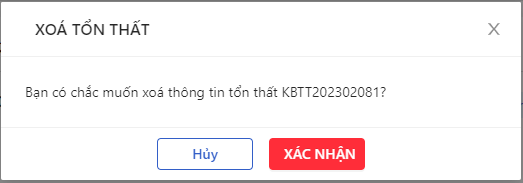 XOÁ TỔN THẤT
Bạn có chắc muốn xoá thông tin tổn thất KBTT202302081?
Hủy
XÁC NHẬN